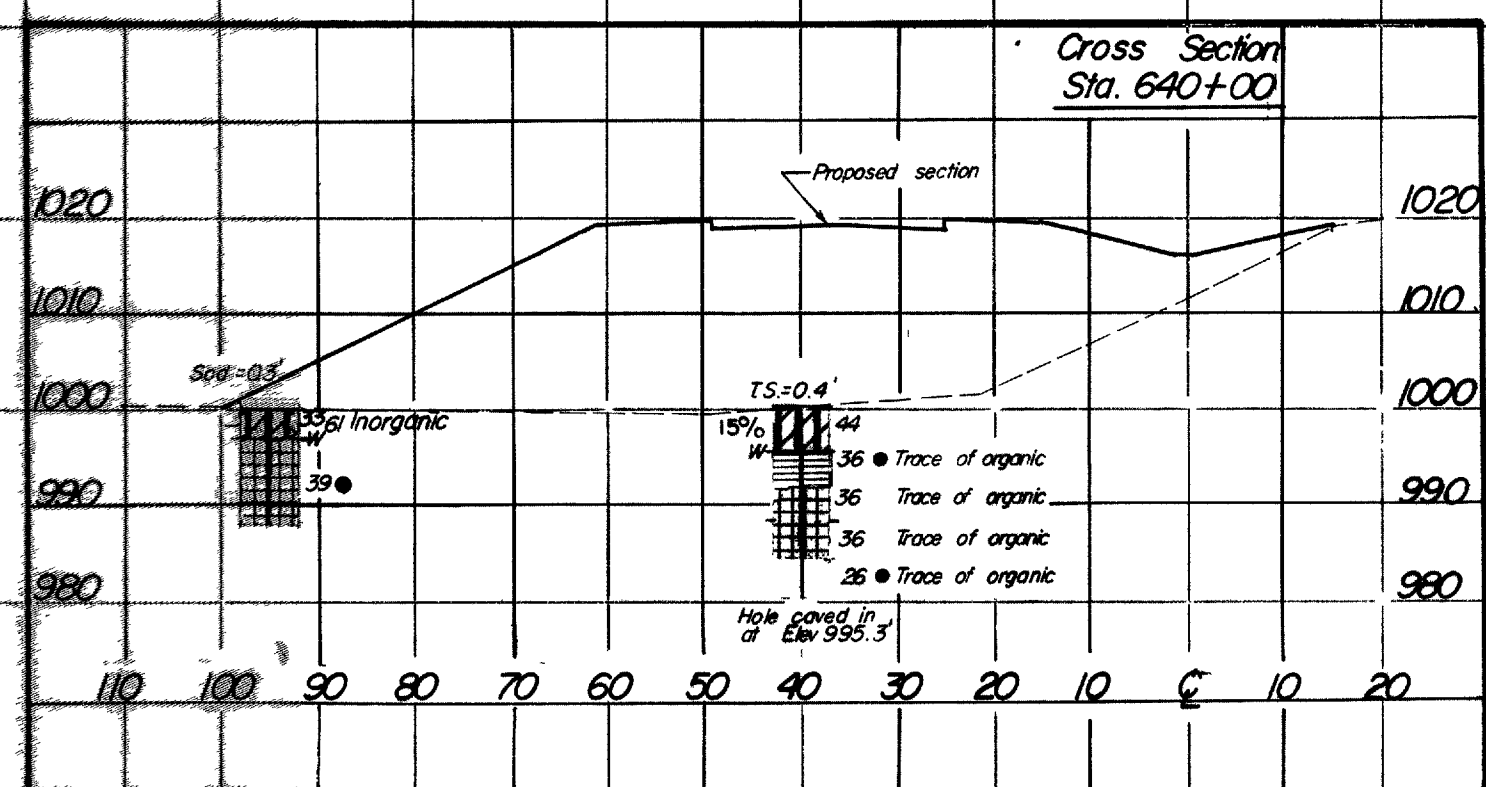 Cross Section
Sta. 640+00
Proposed section
1020 1020
1010 1010
Sod = 0.3'
T.S.=0.4'
1000 1000
33 61 Inorganic
W
15% 44
W
36 Trace of organic
39
990 36 Trace of organic 990
36 Trace of organic
26 Trace of organic
980 980
Hole caved in
at Elev 995.3'
110 100 90 80 70 60 50 40 30 20 10 ℄ 10 20